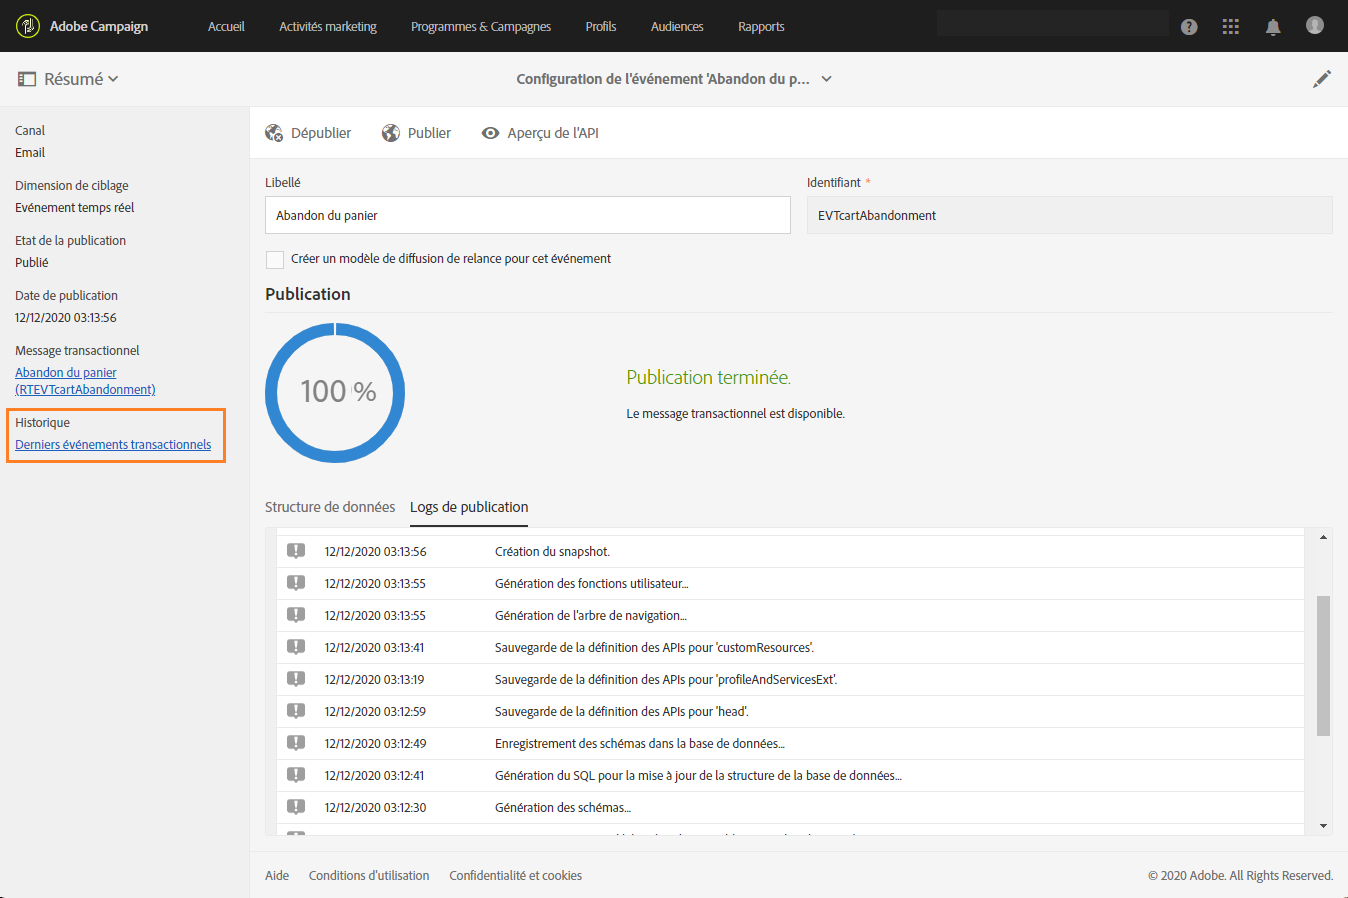 Adobe Campaign
Accueil
Activités marketing
Programmes & Campagnes
Profils
Audiences
Rapports
Résumé
Configuration de l'événement 'Abandon du p...
Canal
Email
Dimension de ciblage
Evénement temps réel
Etat de la publication
Publié
Date de publication
12/12/2020 03:13:56
Message transactionnel
Abandon du panier
(RTEVTcartAbandonment)
Historique
Derniers événements transactionnels
Dépublier
Publier
Aperçu de l'API
Libellé
Identifiant *
Abandon du panier
EVTcartAbandonment
Créer un modèle de diffusion de relance pour cet événement
Publication
100 %
Publication terminée.
Le message transactionnel est disponible.
Structure de données
Logs de publication
12/12/2020 03:13:56 Création du snapshot.
12/12/2020 03:13:55 Génération des fonctions utilisateur...
12/12/2020 03:13:55 Génération de l'arbre de navigation...
12/12/2020 03:13:41 Sauvegarde de la définition des APIs pour 'customResources'.
12/12/2020 03:13:19 Sauvegarde de la définition des APIs pour 'profileAndServicesExt'.
12/12/2020 03:12:59 Sauvegarde de la définition des APIs pour 'head'.
12/12/2020 03:12:49 Enregistrement des schémas dans la base de données...
12/12/2020 03:12:41 Génération du SQL pour la mise à jour de la structure de la base de données...
12/12/2020 03:12:30 Génération des schémas...
Aide
Conditions d'utilisation
Confidentialité et cookies
© 2020 Adobe. All Rights Reserved.